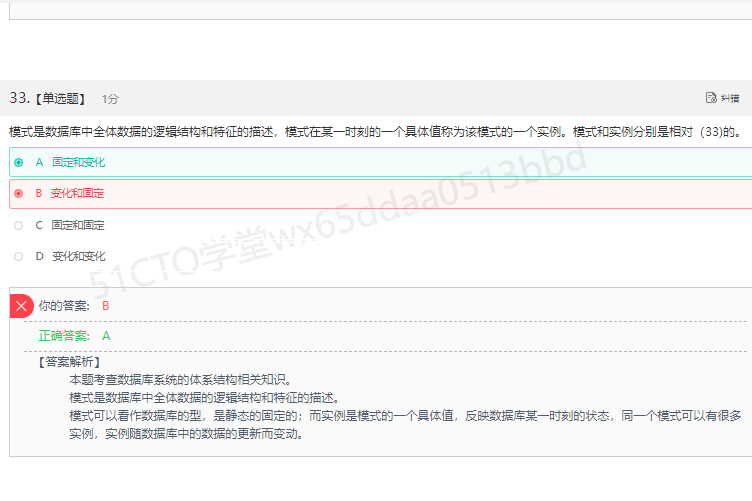 33.【单选题】 1分 纠错
模式是数据库中全体数据的逻辑结构和特征的描述，模式在某一时刻的一个具体值称为该模式的一个实例。模式和实例分别是相对（33)的。
A 固定和变化
B 变化和固定
C 固定和固定
D 变化和变化
51CTO学堂wx65ddaa0513bbd
你的答案: B
正确答案: A
【答案解析】
本题考查数据库系统的体系结构相关知识。
模式是数据库中全体数据的逻辑结构和特征的描述。
模式可以看作数据库的型，是静态的固定的；而实例是模式的一个具体值，反映数据库某一时刻的状态，同一个模式可以有很多
实例，实例随数据库中的数据的更新而变动。